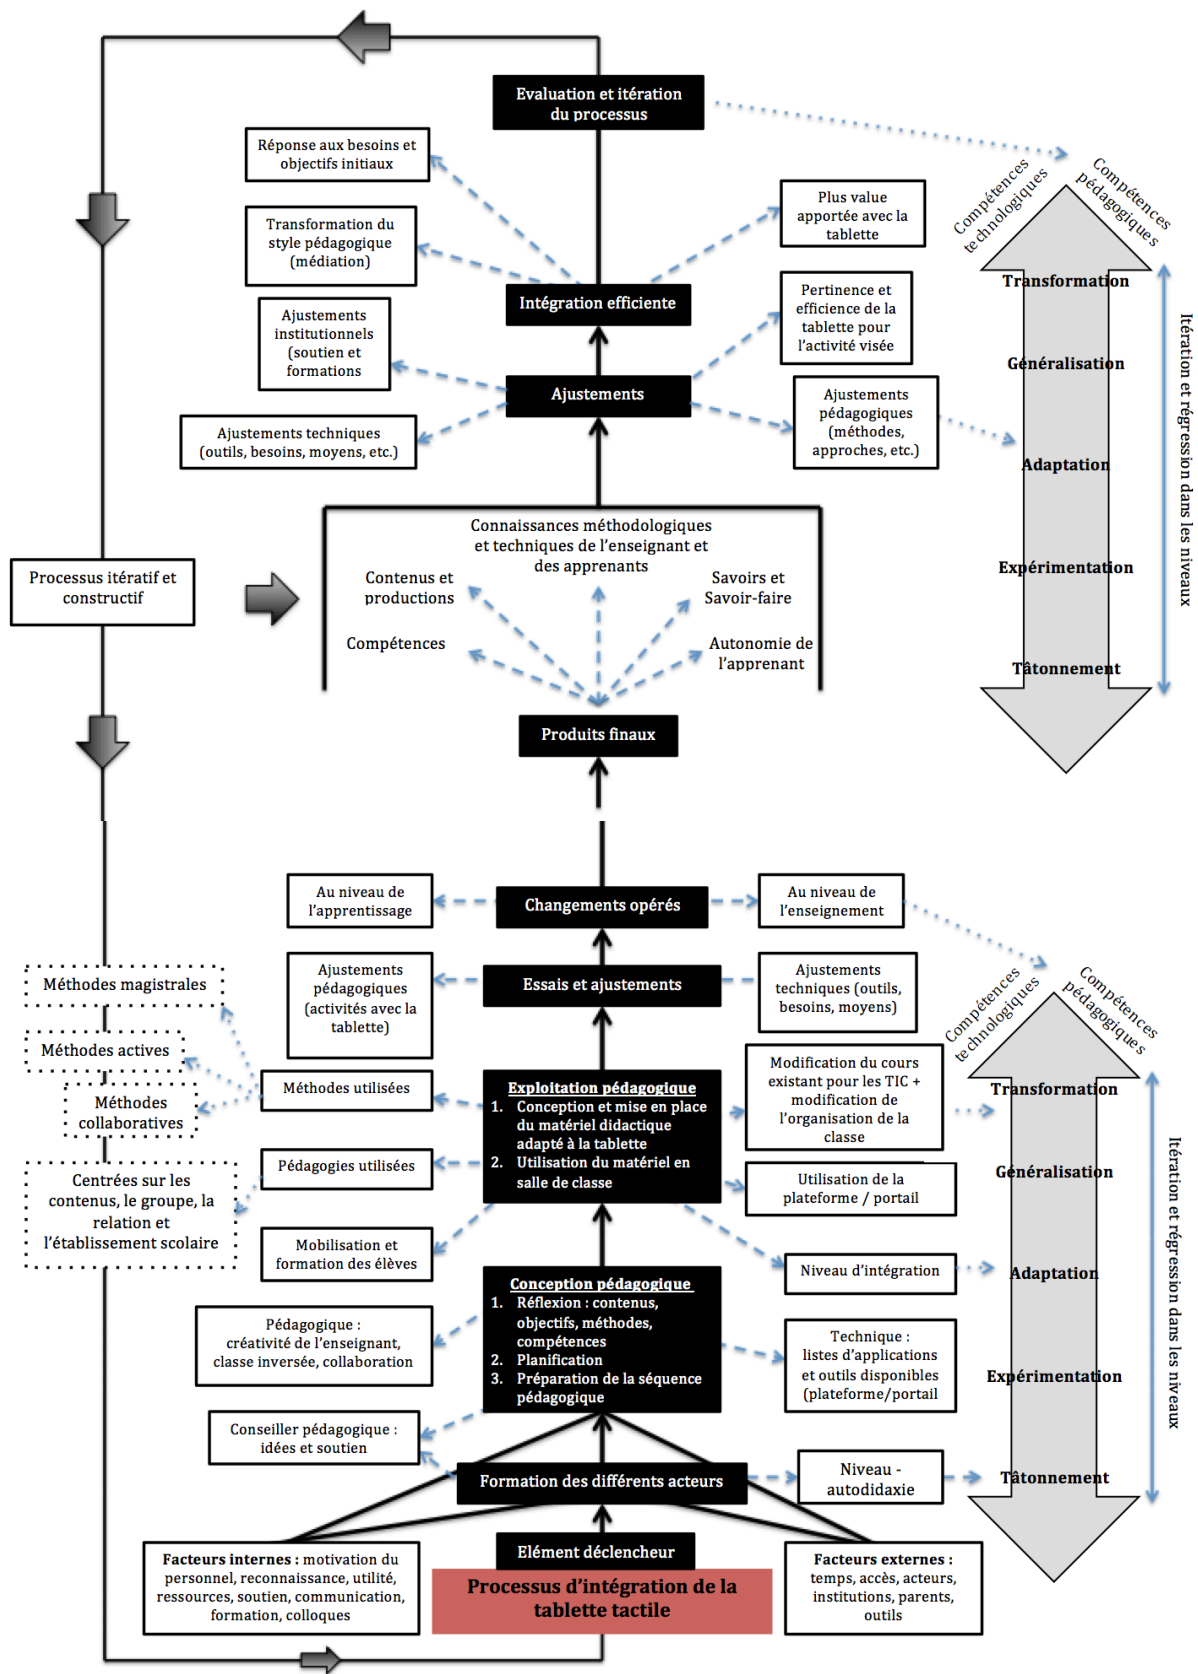 Evaluation et itération
du processus
Réponse aux besoins et
objectifs initiaux
Compétences
technologiques
Compétences
pédagogiques
Transformation du
style pédagogique
(médiation)
Plus value
apportée avec la
tablette
Intégration efficiente
Transformation
Ajustements
institutionnels
(soutien et
formations
Pertinence et
efficience de la
tablette pour
l'activité visée
Généralisation
Itération et régression dans les niveaux
Ajustements
Ajustements techniques
(outils, besoins, moyens, etc.)
Ajustements
pédagogiques
(méthodes,
approches, etc.)
Adaptation
Connaissances méthodologiques
et techniques de l'enseignant et
des apprenants
Processus itératif et
constructif
Contenus et
productions
Savoirs et
Savoir-faire
Expérimentation
Compétences
Autonomie de
l'apprenant
Tâtonnement
Produits finaux
Au niveau de
l'apprentissage
Changements opérés
Au niveau de
l'enseignement
Méthodes magistrales
Ajustements
pédagogiques
(activités avec la
tablette)
Essais et ajustements
Ajustements
techniques (outils,
besoins, moyens)
Compétences
technologiques
Compétences
pédagogiques
Méthodes actives
Méthodes
collaboratives
Méthodes utilisées
Exploitation pédagogique
1. Conception et mise en place
du matériel didactique
adapté à la tablette
2. Utilisation du matériel en
salle de classe
Modification du cours
existant pour les TIC +
modification de
l'organisation de la
classe
Transformation
Centrées sur les
contenus, le groupe, la
relation et
l'établissement scolaire
Pédagogies utilisées
Utilisation de la
plateforme / portail
Généralisation
Itération et régression dans les niveaux
Mobilisation et
formation des élèves
Niveau d'intégration
Adaptation
Conception pédagogique
1. Réflexion : contenus,
objectifs, méthodes,
compétences
2. Planification
3. Préparation de la séquence
pédagogique
Pédagogique :
créativité de l'enseignant,
classe inversée, collaboration
Technique :
listes d'applications
et outils disponibles
(plateforme/portail
Expérimentation
Conseiller pédagogique :
idées et soutien
Formation des différents acteurs
Niveau -
autodidaxie
Tâtonnement
Elément déclencheur
Facteurs internes : motivation du
personnel, reconnaissance, utilité,
ressources, soutien, communication,
formation, colloques
Processus d'intégration de la
tablette tactile
Facteurs externes :
temps, accès, acteurs,
institutions, parents,
outils